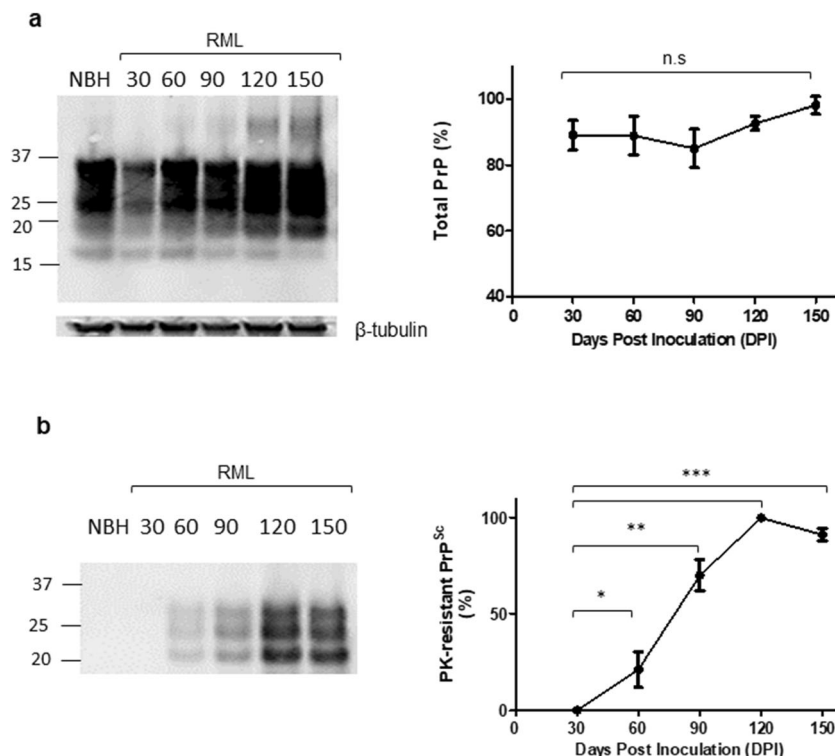 a
RML
NBH 30 60 90 120 150
37
25
20
15
β-tubulin
n.s
100
80
60
40
Total PrP (%)
0 30 60 90 120 150
Days Post Inoculation (DPI)
b
RML
NBH 30 60 90 120 150
37
25
20
***
**
*
100
50
0
PK-resistant PrPSc
(%)
0 30 60 90 120 150
Days Post Inoculation (DPI)